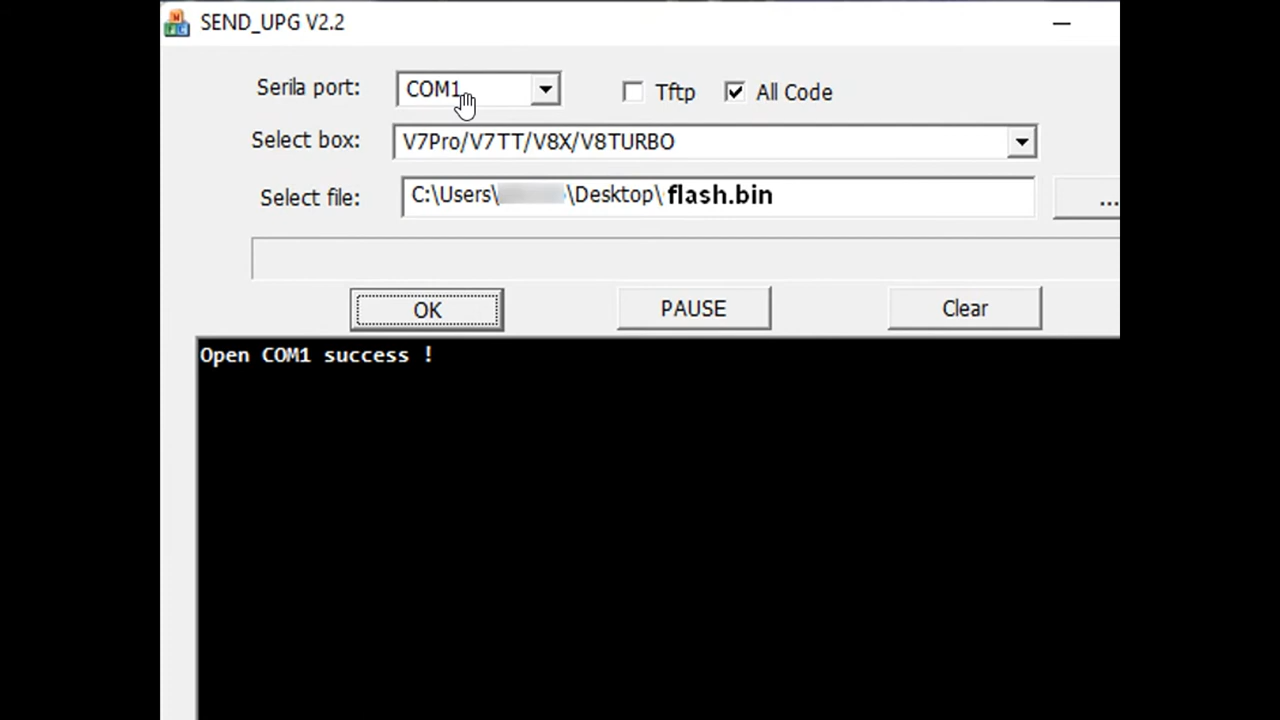 SEND_UPG V2.2
Serila port: COM1 Tftp All Code
Select box: V7Pro/V7TT/V8X/V8TURBO
Select file: C:\Users\ \Desktop\flash.bin ...
OK PAUSE Clear
Open COM1 success !